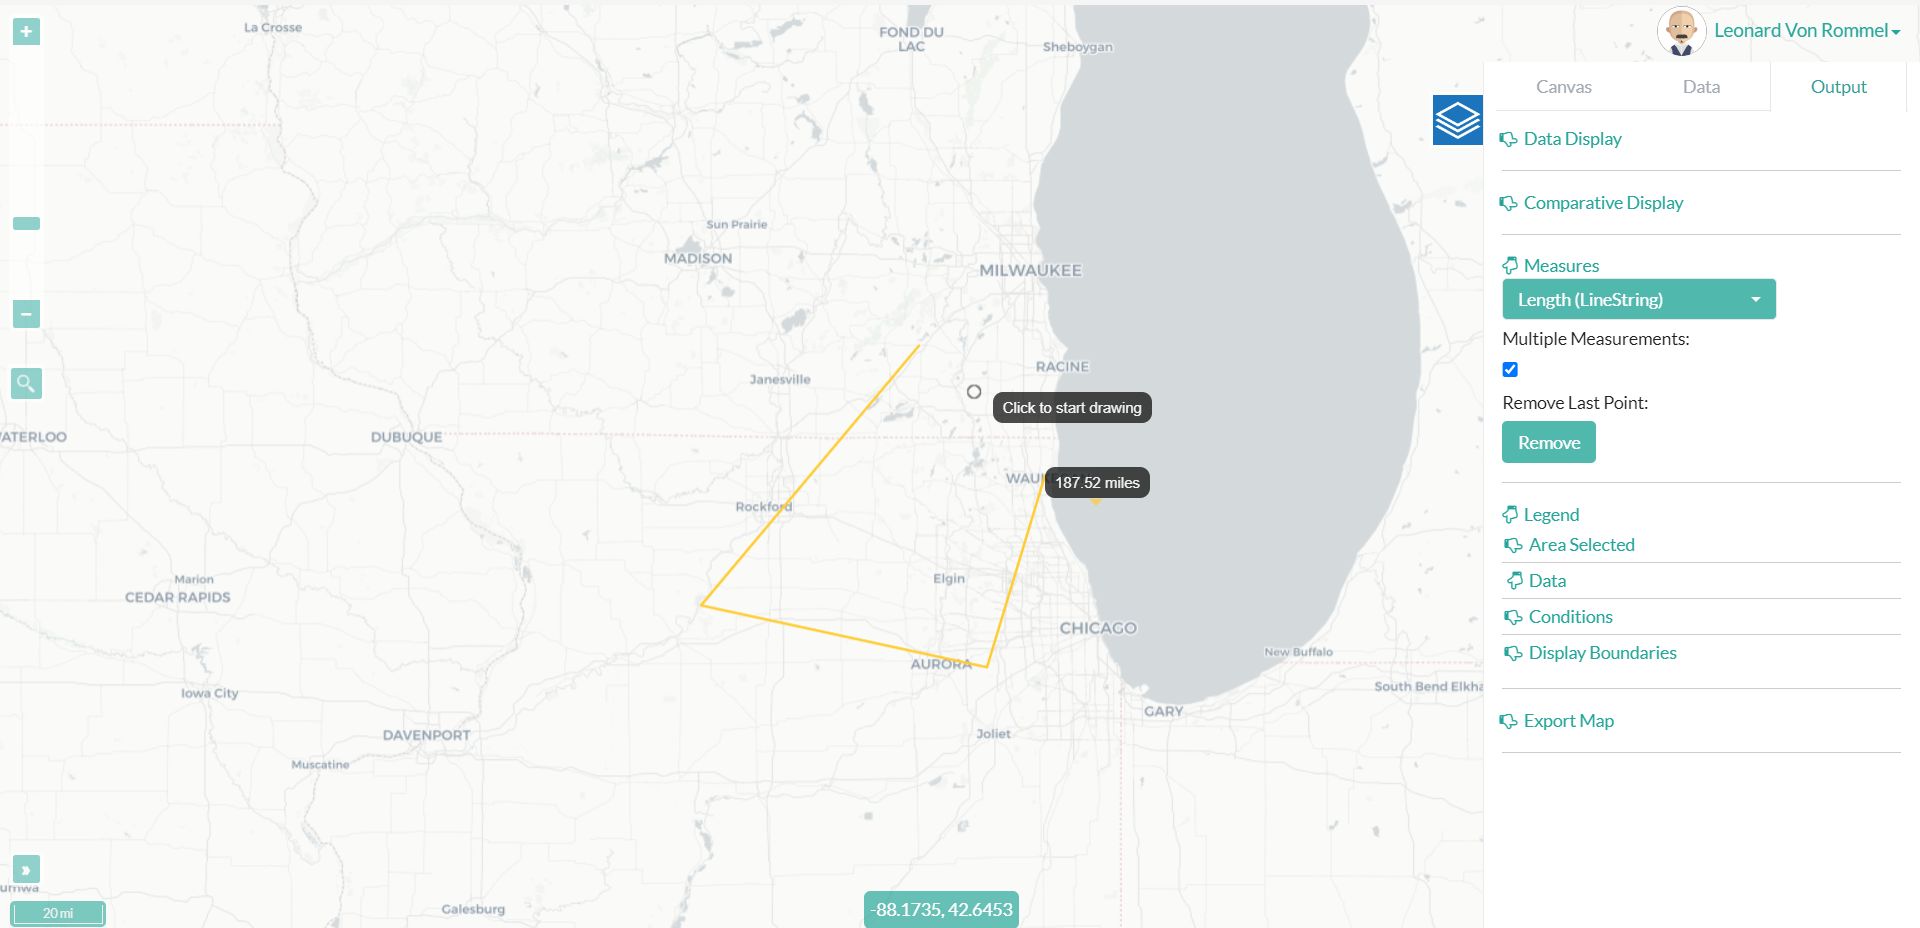 +
La Crosse
FOND DU
LAC
Sheboygan
Leonard Von Rommel
Canvas
Data
Output
Data Display
Comparative Display
Sun Prairie
MADISON
MILWAUKEE
Measures
Length (LineString)
Multiple Measurements:
−
RACINE
Janesville
Remove Last Point:
Click to start drawing
ATERLOO
DUBUQUE
Remove
187.52 miles
Rockford
Legend
Area Selected
Marion
CEDAR RAPIDS
Elgin
Data
Conditions
CHICAGO
AURORA
New Buffalo
Display Boundaries
Iowa City
South Bend Elkha
GARY
Export Map
DAVENPORT
Joliet
Muscatine
»
umwa
20 mi
Galesburg
-88.1735, 42.6453